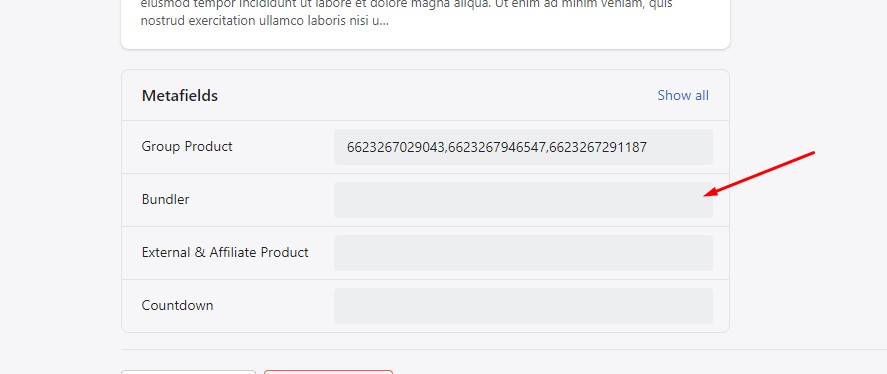 eiusmod tempor incididunt ut labore et dolore magna aliqua. Ut enim ad minim veniam, quis
nostrud exercitation ullamco laboris nisi u...
Metafields
Show all
Group Product
6623267029043,6623267946547,6623267291187
Bundler
External & Affiliate Product
Countdown